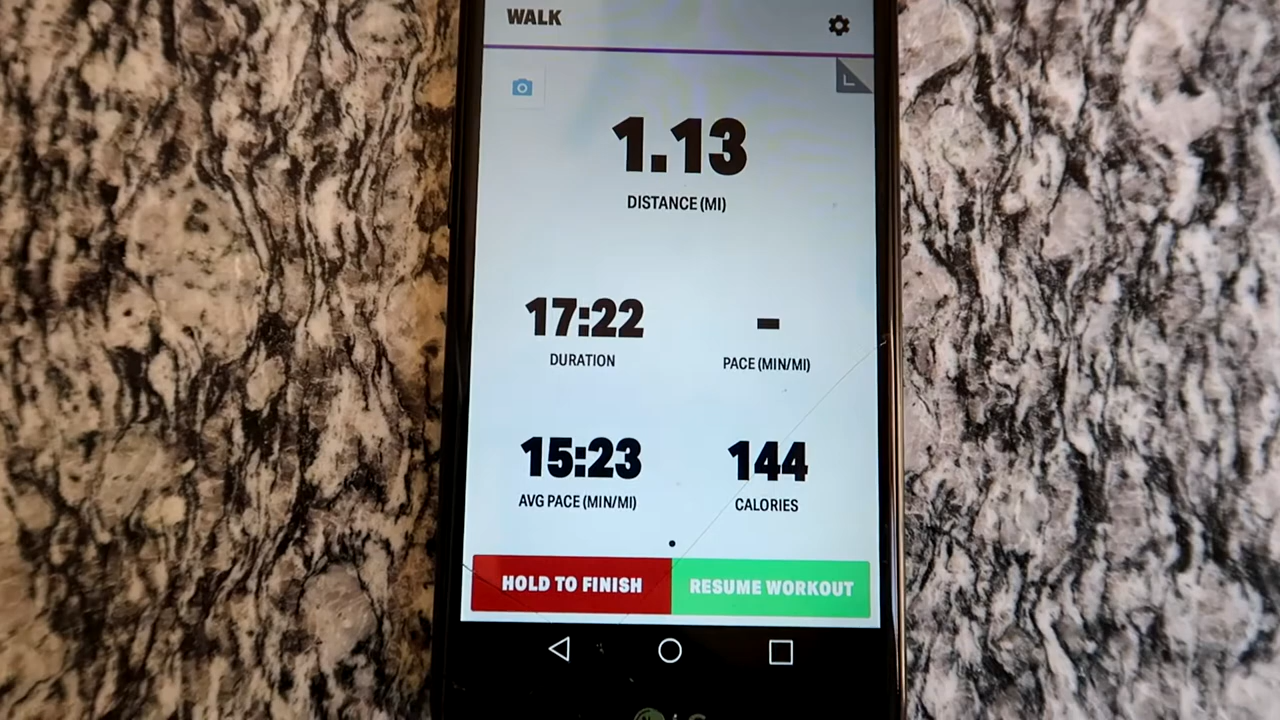 WALK
1.13
DISTANCE (MI)
17:22
DURATION
-
PACE (MIN/MI)
15:23
AVG PACE (MIN/MI)
144
CALORIES
HOLD TO FINISH
RESUME WORKOUT
LG